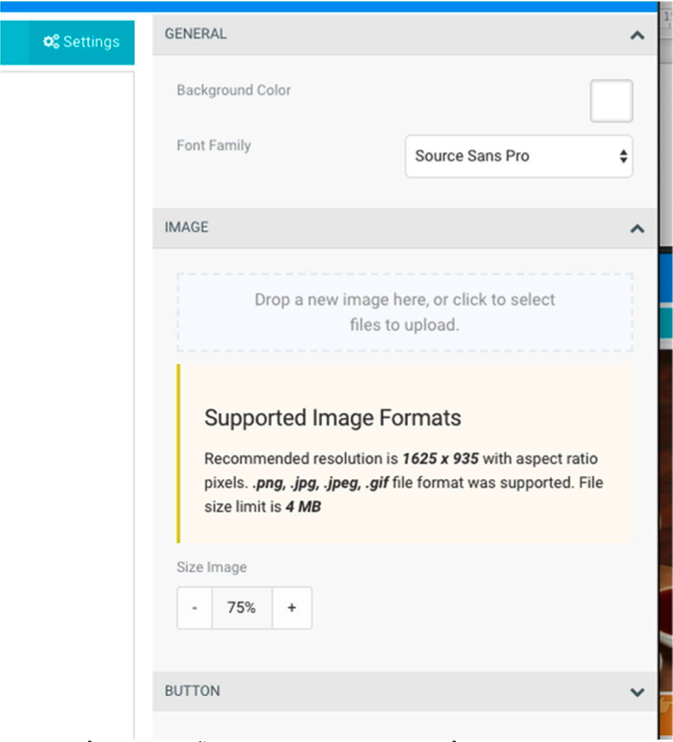 Settings
GENERAL
Background Color
Font Family
Source Sans Pro
IMAGE
Drop a new image here, or click to select
files to upload.
Supported Image Formats
Recommended resolution is 1625 x 935 with aspect ratio
pixels. .png, .jpg, .jpeg, .gif file format was supported. File
size limit is 4 MB
Size Image
- 75% +
BUTTON